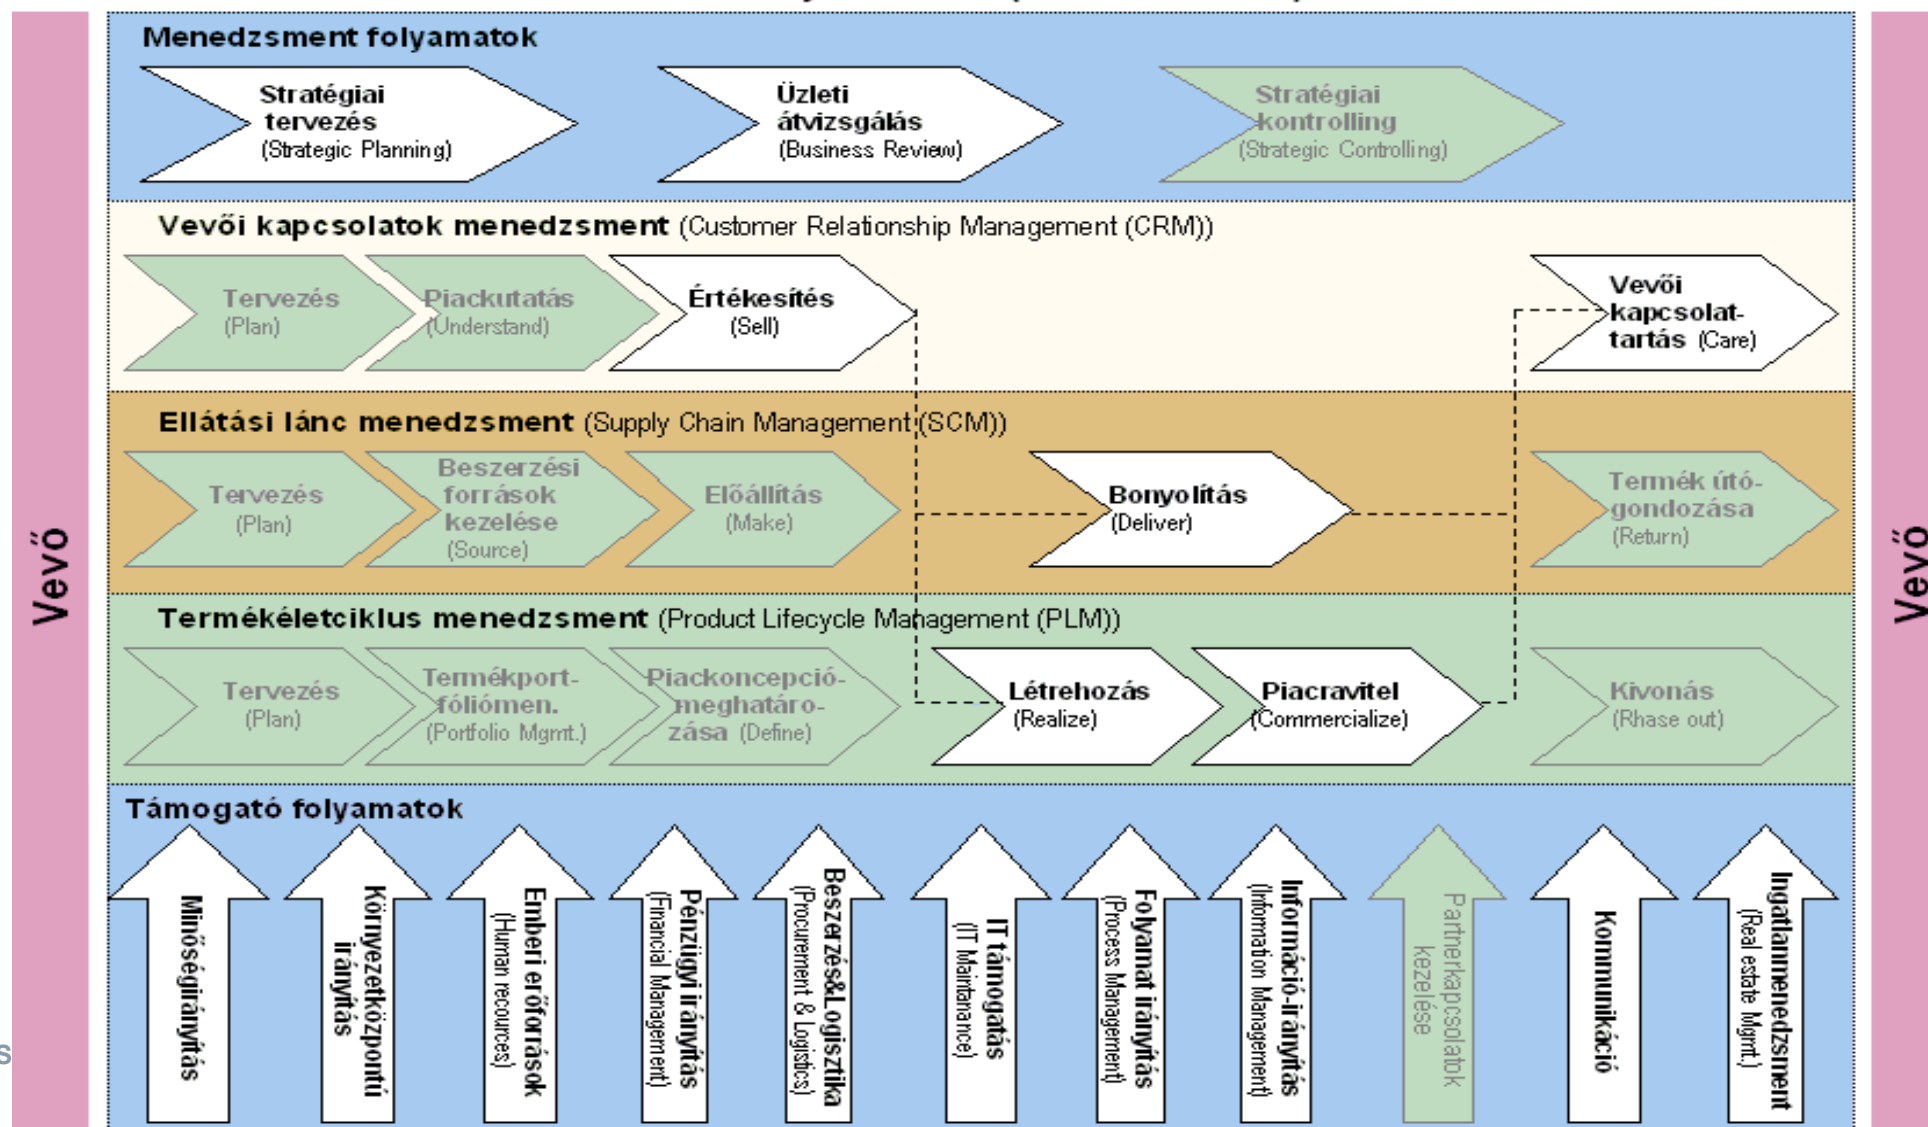 Menedzsment folyamatok
Stratégiai
tervezés
(Strategic Planning)
Üzleti
átvizsgálás
(Business Review)
Stratégiai
kontrolling
(Strategic Controlling)
Vevői kapcsolatok menedzsment (Customer Relationship Management (CRM))
Tervezés
(Plan)
Piackutatás
(Understand)
Értékesítés
(Sell)
Vevői
kapcsolat-
tartás (Care)
Ellátási lánc menedzsment (Supply Chain Management (SCM))
Tervezés
(Plan)
Beszerzési
források
kezelése
(Source)
Előállítás
(Make)
Bonyolítás
(Deliver)
Termék útó-
gondozása
(Return)
Termékéletciklus menedzsment (Product Lifecycle Management (PLM))
Tervezés
(Plan)
Termékport-
fóliómen.
(Portfolio Mgmt.)
Piackoncepció-
meghatáro-
zása (Define)
Létrehozás
(Realize)
Piacravitel
(Commercialize)
Kivonás
(Rhase out)
Támogató folyamatok
Minőségirányítás
Környezetközpontú
irányítás
Emberi erőforrások
(Human recources)
Pénzügyi irányítás
(Financial Management)
Beszerzés&Logisztika
(Procurement & Logistics)
IT támogatás
(IT Maintanance)
Folyamat irányítás
(Process Management)
Információ-irányítás
(Information Management)
Partnerkapcsolatok
kezelése
Kommunikáció
Ingatlanmenedzsment
(Real estate Mgmt.)
Vevő
Vevő
s